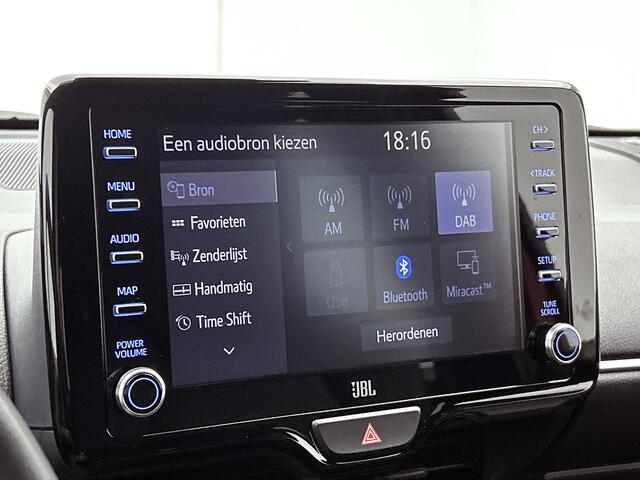 HOME
MENU
AUDIO
MAP
POWER
VOLUME
Een audiobron kiezen 18:16
Bron
Favorieten
Zenderlijst
Handmatig
Time Shift
AM FM DAB
USB Bluetooth Miracast™
Herordenen
CH >
< TRACK
PHONE
SETUP
TUNE
SCROLL
JBL